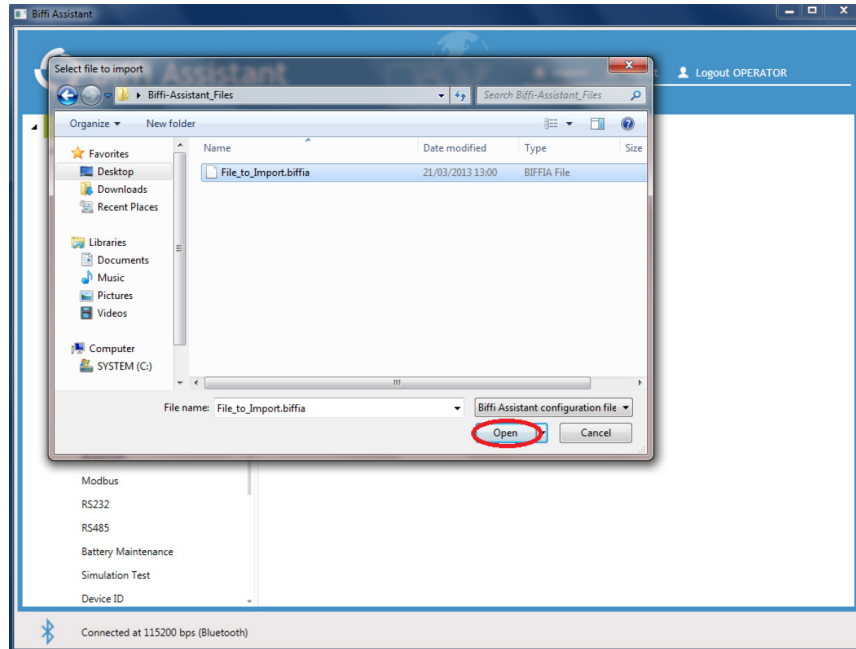 Biffi Assistant
Select file to import
Assistant
Logout OPERATOR
Biffi-Assistant_Files
Search Biffi-Assistant_Files
Organize
New folder
Name
Date modified
Type
Size
Favorites
Desktop
Downloads
Recent Places
Libraries
Documents
Music
Pictures
Videos
Computer
SYSTEM (C:)
File_to_Import.biffia
21/03/2013 13:00
BIFFIA File
File name:
File_to_Import.biffia
Biffi Assistant configuration file
Open
Cancel
Modbus
RS232
RS485
Battery Maintenance
Simulation Test
Device ID
Connected at 115200 bps (Bluetooth)